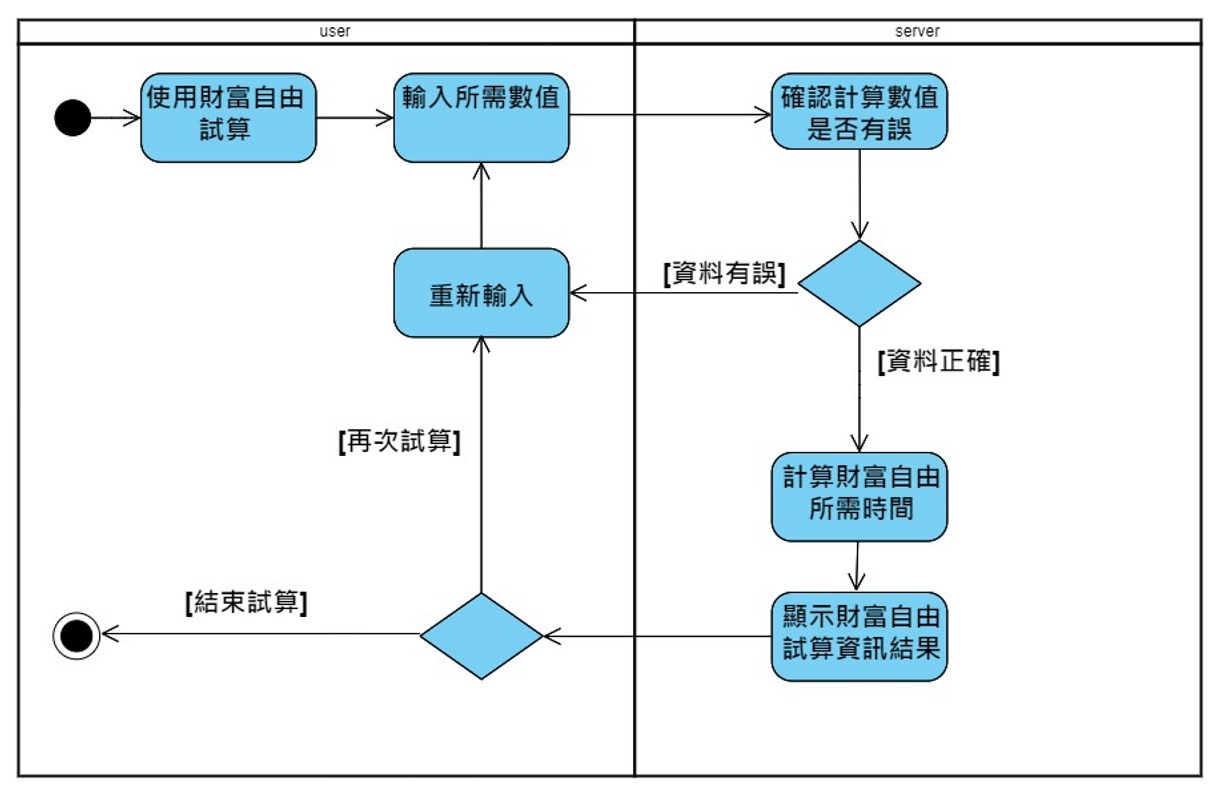 user
server
使用財富自由
試算
輸入所需數值
確認計算數值
是否有誤
[資料有誤]
重新輸入
[資料正確]
[再次試算]
計算財富自由
所需時間
[結束試算]
顯示財富自由
試算資訊結果